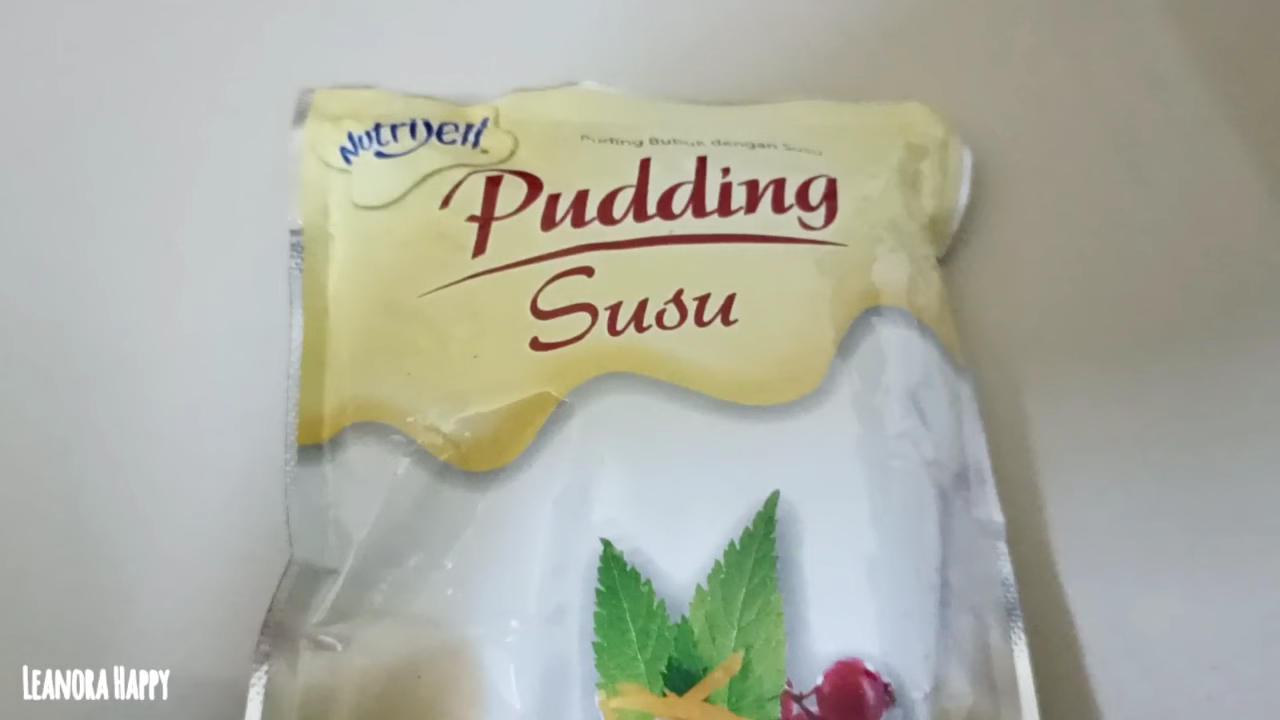 Nutrijell
Puding Bubuk dengan Susu
Pudding
Susu
LEANORA HAPPY